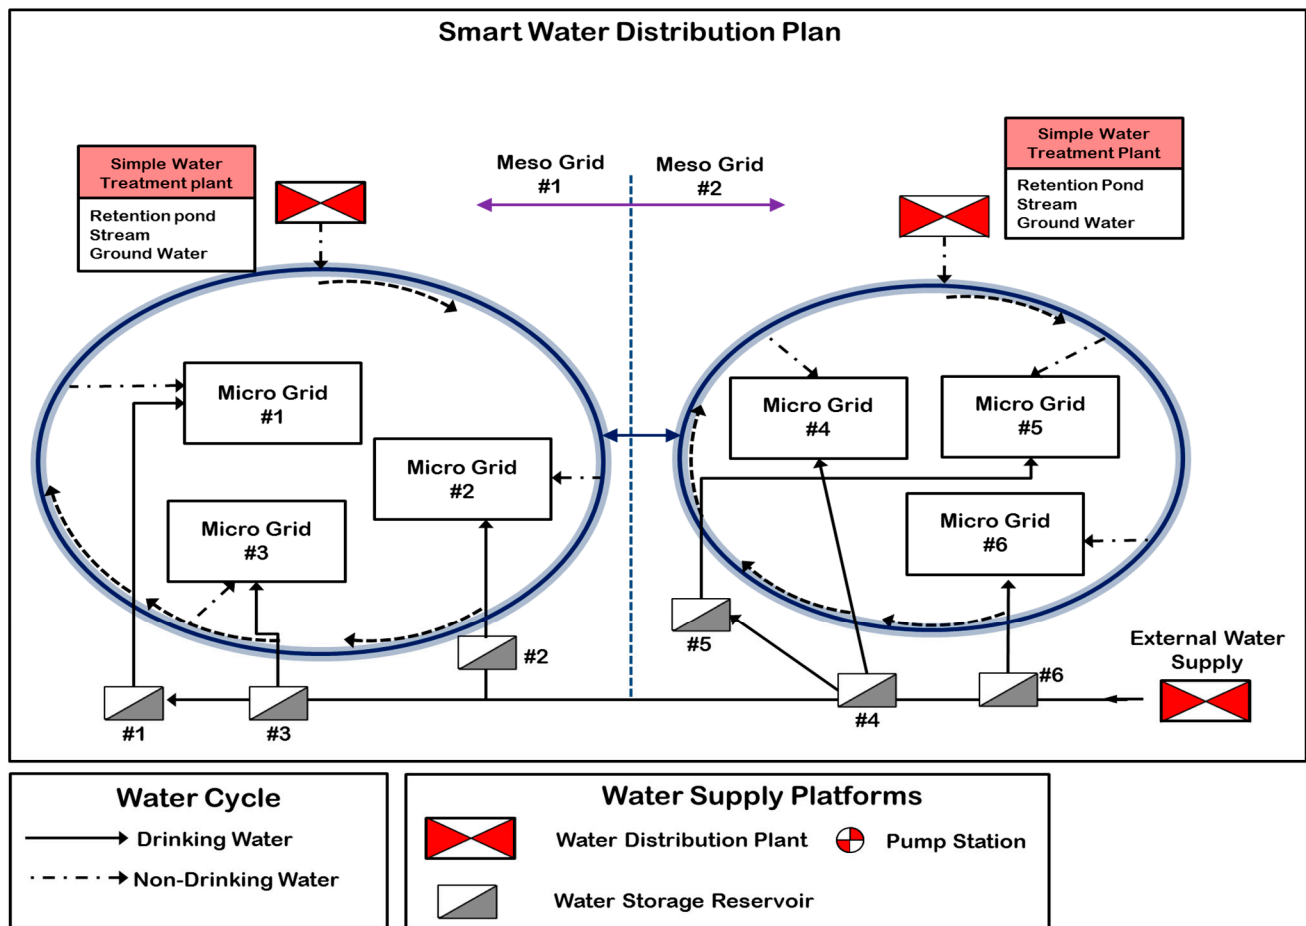 Smart Water Distribution Plan
Simple Water
Treatment plant
Retention pond
Stream
Ground Water
Meso Grid
#1
Meso Grid
#2
Simple Water
Treatment Plant
Retention Pond
Stream
Ground Water
Micro Grid
#1
Micro Grid
#2
Micro Grid
#3
Micro Grid
#4
Micro Grid
#5
Micro Grid
#6
#1
#3
#2
#5
#4
#6
External Water
Supply
Water Cycle
Drinking Water
Non-Drinking Water
Water Supply Platforms
Water Distribution Plant
Pump Station
Water Storage Reservoir